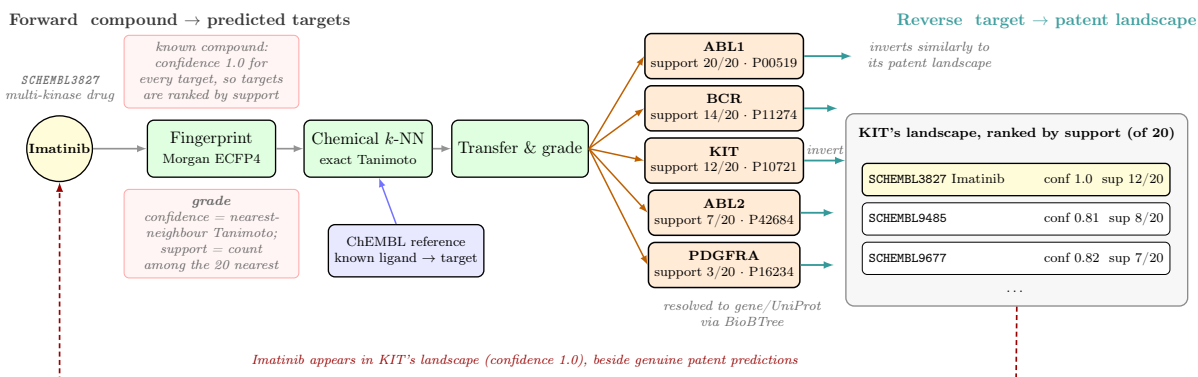 Forward compound → predicted targets
Reverse target → patent landscape
known compound:
confidence 1.0 for
every target, so targets
are ranked by support
SCHEMBL3827
multi-kinase drug
Imatinib
Fingerprint
Morgan ECFP4
Chemical k-NN
exact Tanimoto
Transfer & grade
grade
confidence = nearest-
neighbour Tanimoto;
support = count
among the 20 nearest
ChEMBL reference
known ligand → target
ABL1
support 20/20 · P00519
BCR
support 14/20 · P11274
KIT
support 12/20 · P10721
ABL2
support 7/20 · P42684
PDGFRA
support 3/20 · P16234
resolved to gene/UniProt
via BioBTree
inverts similarly to
its patent landscape
invert
KIT's landscape, ranked by support (of 20)
SCHEMBL3827 Imatinib conf 1.0 sup 12/20
SCHEMBL9485 conf 0.81 sup 8/20
SCHEMBL9677 conf 0.82 sup 7/20
...
Imatinib appears in KIT's landscape (confidence 1.0), beside genuine patent predictions